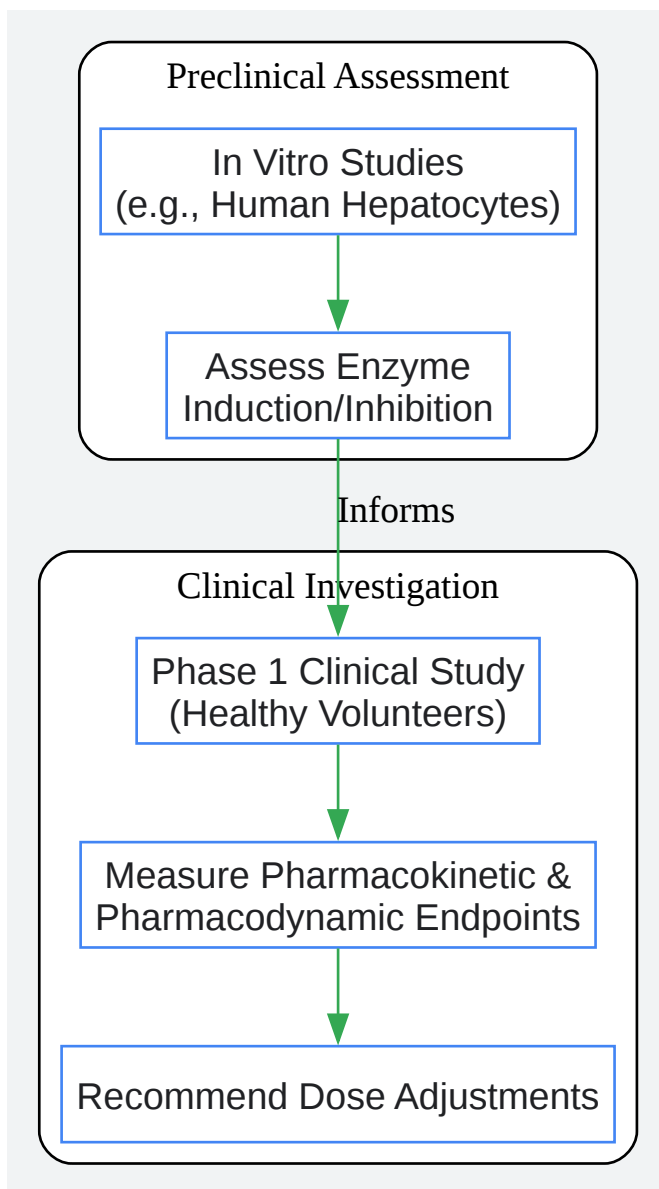 Preclinical Assessment
In Vitro Studies
(e.g., Human Hepatocytes)
Assess Enzyme
Induction/Inhibition
Informs
Clinical Investigation
Phase 1 Clinical Study
(Healthy Volunteers)
Measure Pharmacokinetic &
Pharmacodynamic Endpoints
Recommend Dose Adjustments